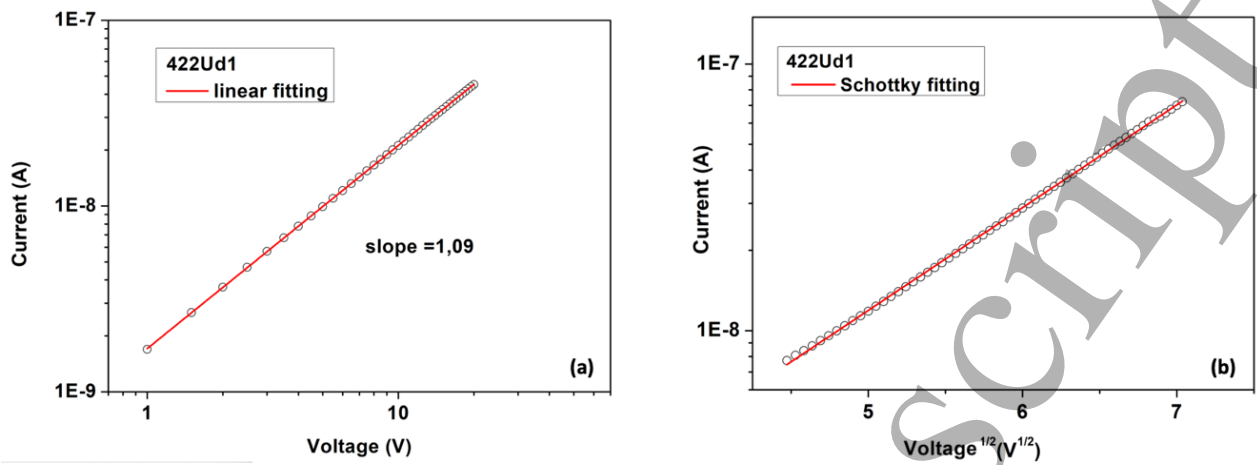 1E-7
422Ud1
linear fitting
Current (A)
1E-8
slope =1,09
1E-9
(a)
1
10
Voltage (V)
1E-7
422Ud1
Schottky fitting
Current (A)
1E-8
(b)
5
6
7
Voltage 1/2(V1/2)
script